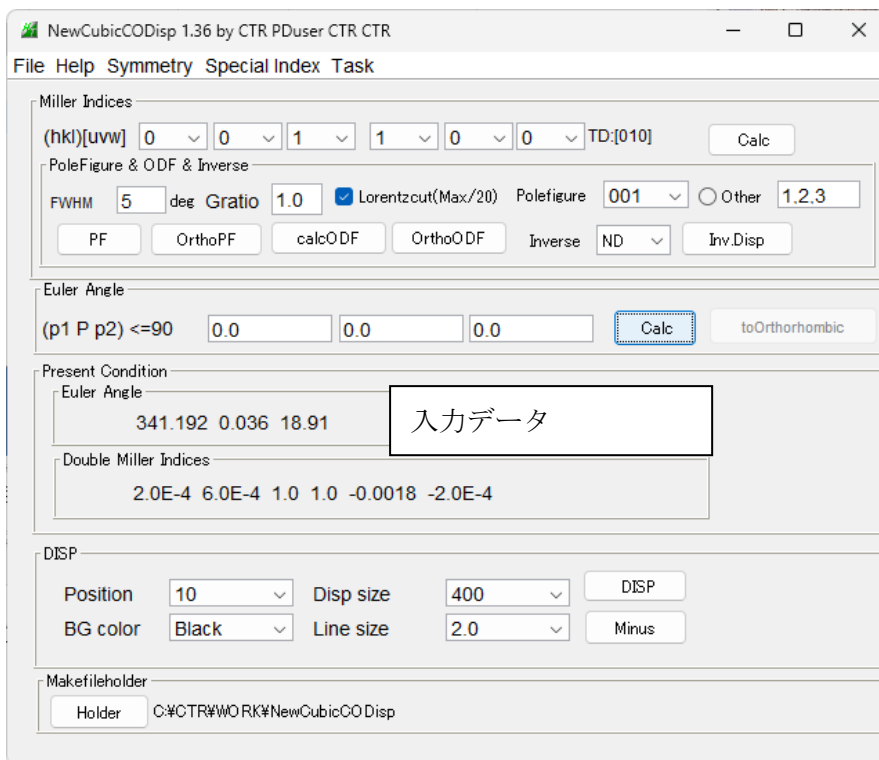 NewCubicCODisp 1.36 by CTR PDuser CTR CTR
File Help Symmetry Special Index Task
Miller Indices
(hkl)[uvw] 0 0 1 1 0 0 TD:[010] Calc
PoleFigure & ODF & Inverse
FWHM 5 deg Gratio 1.0 Lorentzcut(Max/20) Polefigure 001 Other 1,2,3
PF OrthoPF calcODF OrthoODF Inverse ND Inv.Disp
Euler Angle
(p1 P p2) <=90 0.0 0.0 0.0 Calc toOrthorhombic
Present Condition
Euler Angle
341.192 0.036 18.91 入力データ
Double Miller Indices
2.0E-4 6.0E-4 1.0 1.0 -0.0018 -2.0E-4
DISP
Position 10 Disp size 400 DISP
BG color Black Line size 2.0 Minus
Makefileholder
Holder C:¥CTR¥WORK¥NewCubicCODisp